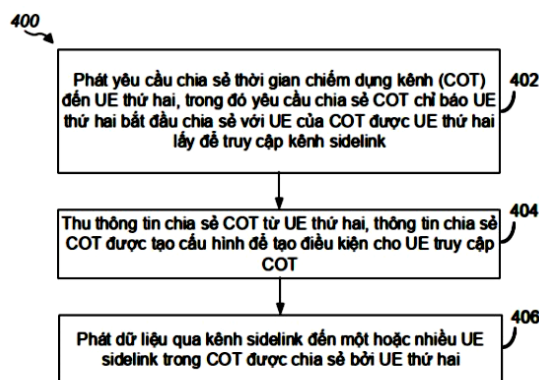 400
Phát yêu cầu chia sẻ thời gian chiếm dụng kênh (COT)
đến UE thứ hai, trong đó yêu cầu chia sẻ COT chỉ báo UE
thứ hai bắt đầu chia sẻ với UE của COT được UE thứ hai
lấy để truy cập kênh sidelink
402
Thu thông tin chia sẻ COT từ UE thứ hai, thông tin chia sẻ
COT được tạo cấu hình để tạo điều kiện cho UE truy cập
COT
404
Phát dữ liệu qua kênh sidelink đến một hoặc nhiều UE
sidelink trong COT được chia sẻ bởi UE thứ hai
406